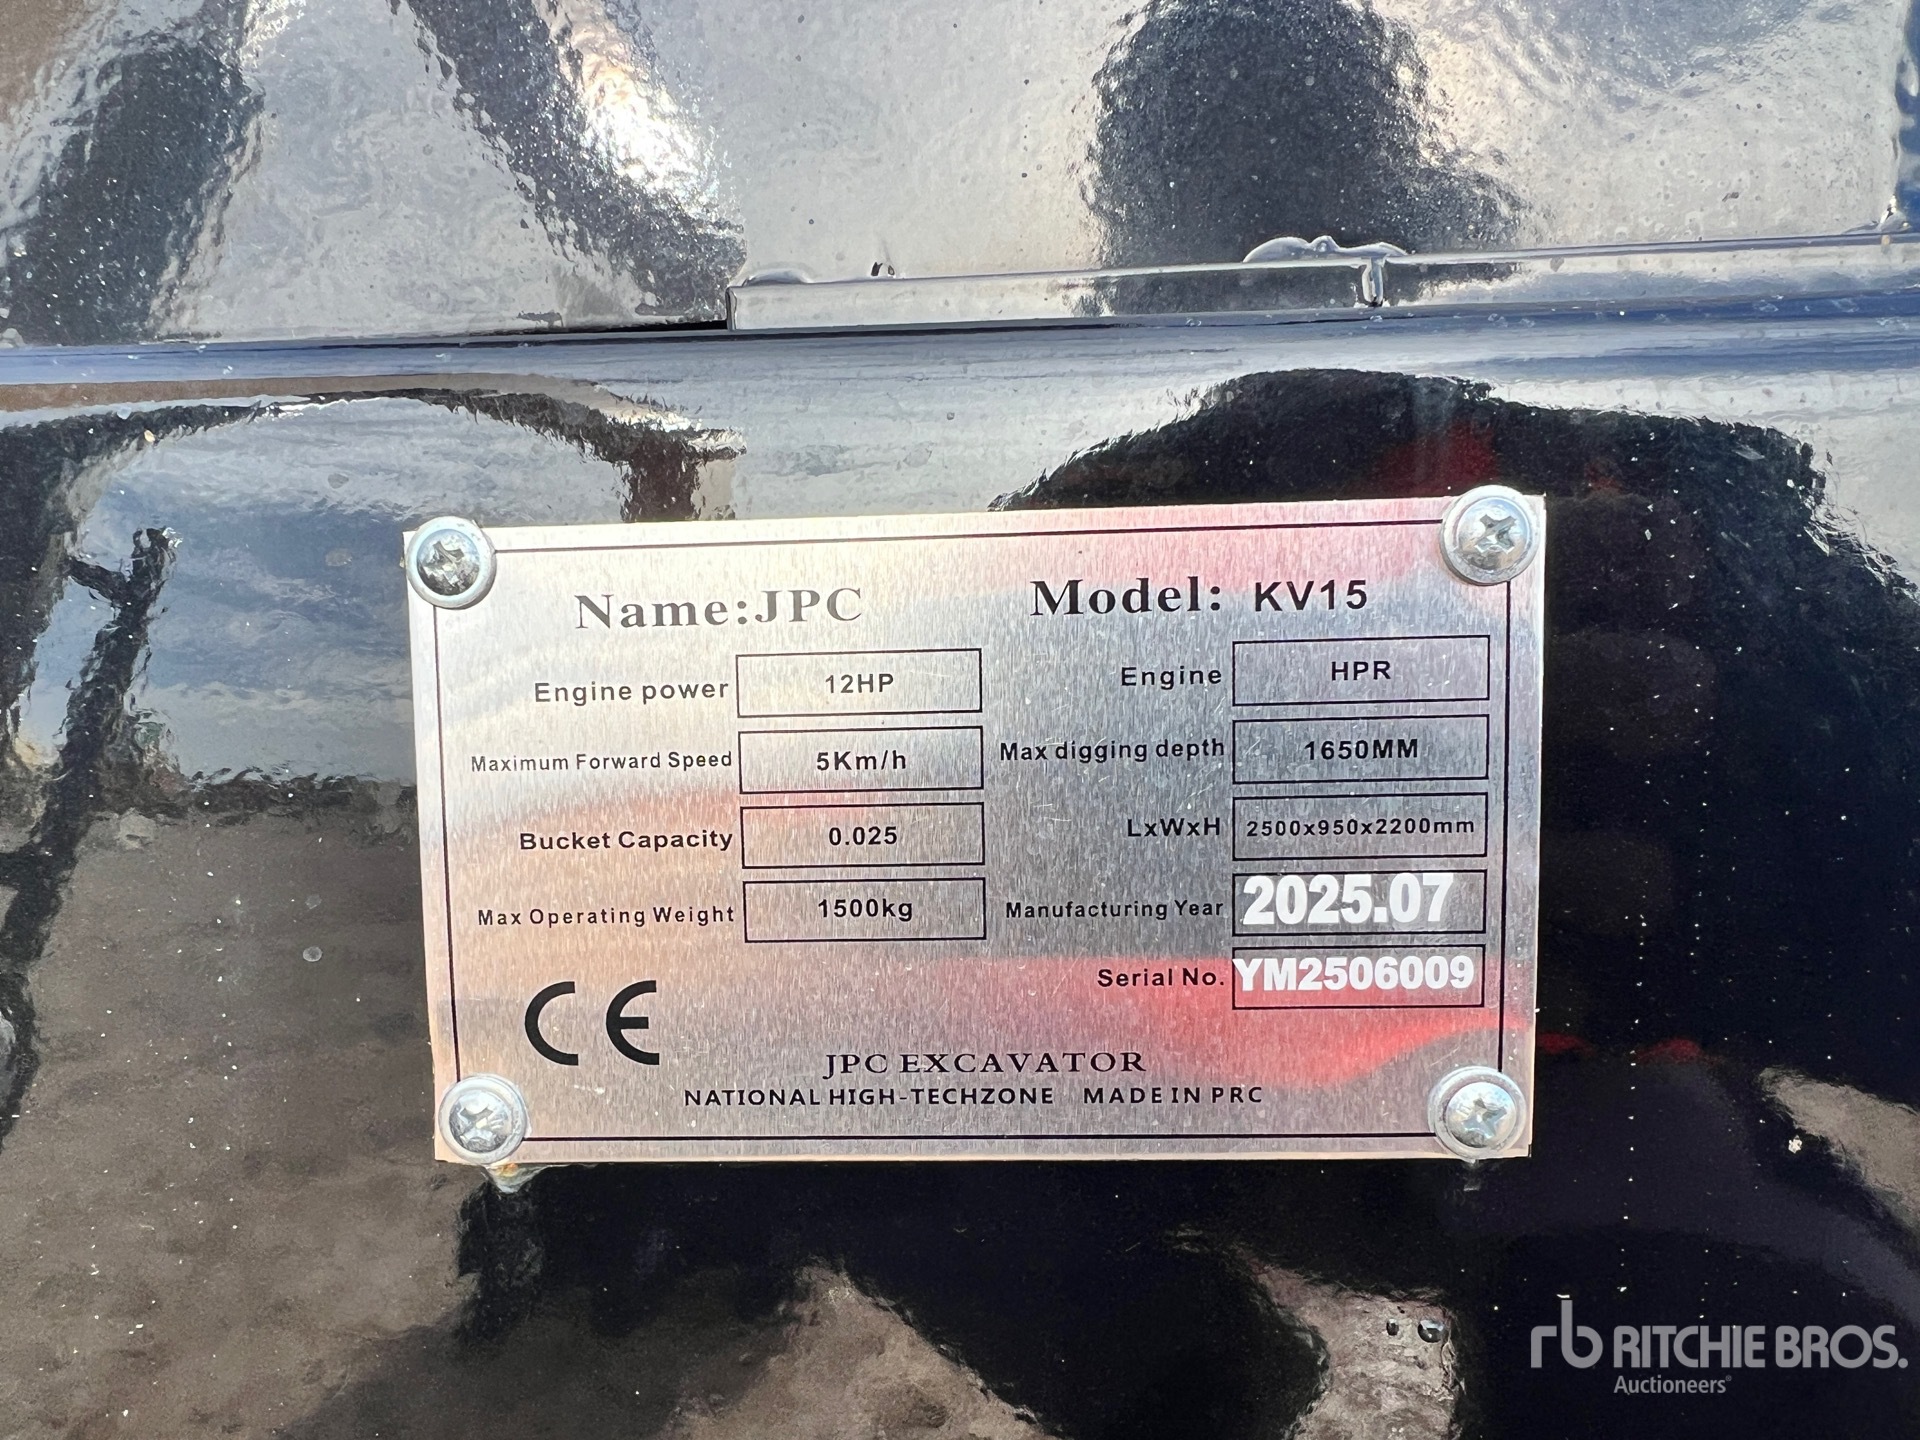 Name:JPC Model: KV15
Engine power 12HP Engine HPR
Maximum Forward Speed 5Km/h Max digging depth 1650MM
Bucket Capacity 0.025 LxWxH 2500x950x2200mm
Max Operating Weight 1500kg Manufacturing Year 2025.07
Serial No. YM2506009
CE
JPC EXCAVATOR
NATIONAL HIGH-TECHZONE MADE IN PRC
rb RITCHIE BROS.
Auctioneers®